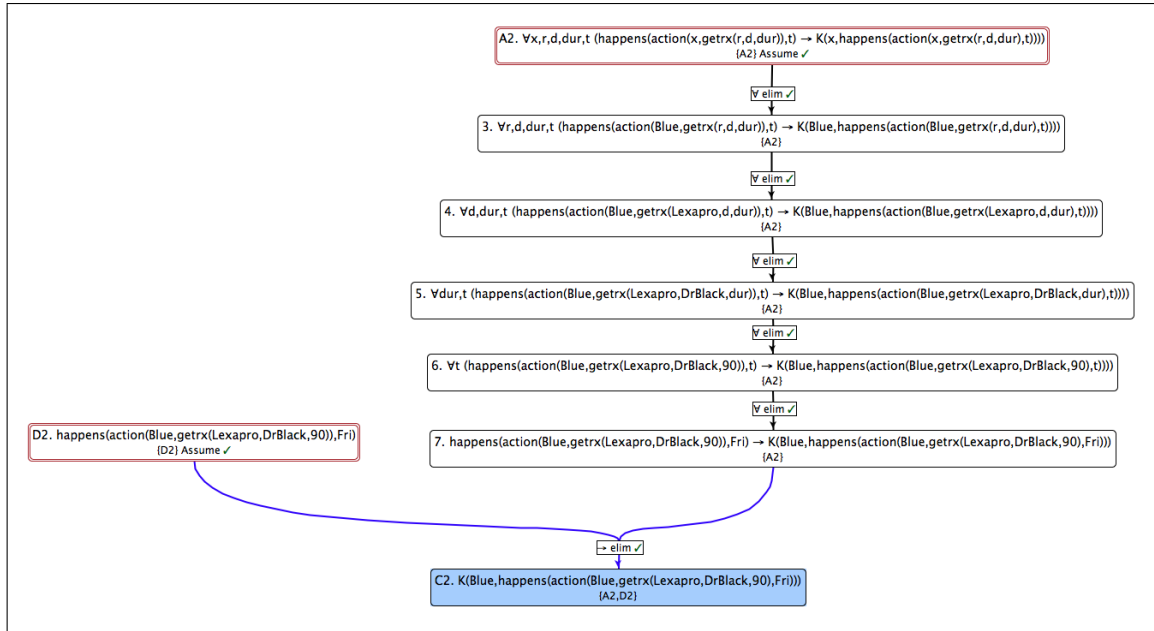 A2. ∀x,r,d,dur,t (happens(action(x,getrx(r,d,dur)),t) → K(x,happens(action(x,getrx(r,d,dur),t))))
{A2} Assume ✓
∀ elim ✓
3. ∀r,d,dur,t (happens(action(Blue,getrx(r,d,dur)),t) → K(Blue,happens(action(Blue,getrx(r,d,dur),t))))
{A2}
∀ elim ✓
4. ∀d,dur,t (happens(action(Blue,getrx(Lexapro,d,dur)),t) → K(Blue,happens(action(Blue,getrx(Lexapro,d,dur),t))))
{A2}
∀ elim ✓
5. ∀dur,t (happens(action(Blue,getrx(Lexapro,DrBlack,dur)),t) → K(Blue,happens(action(Blue,getrx(Lexapro,DrBlack,dur),t))))
{A2}
∀ elim ✓
6. ∀t (happens(action(Blue,getrx(Lexapro,DrBlack,90)),t) → K(Blue,happens(action(Blue,getrx(Lexapro,DrBlack,90),t))))
{A2}
∀ elim ✓
D2. happens(action(Blue,getrx(Lexapro,DrBlack,90)),Fri)
{D2} Assume ✓
7. happens(action(Blue,getrx(Lexapro,DrBlack,90)),Fri) → K(Blue,happens(action(Blue,getrx(Lexapro,DrBlack,90),Fri)))
{A2}
→ elim ✓
C2. K(Blue,happens(action(Blue,getrx(Lexapro,DrBlack,90),Fri)))
{A2,D2}